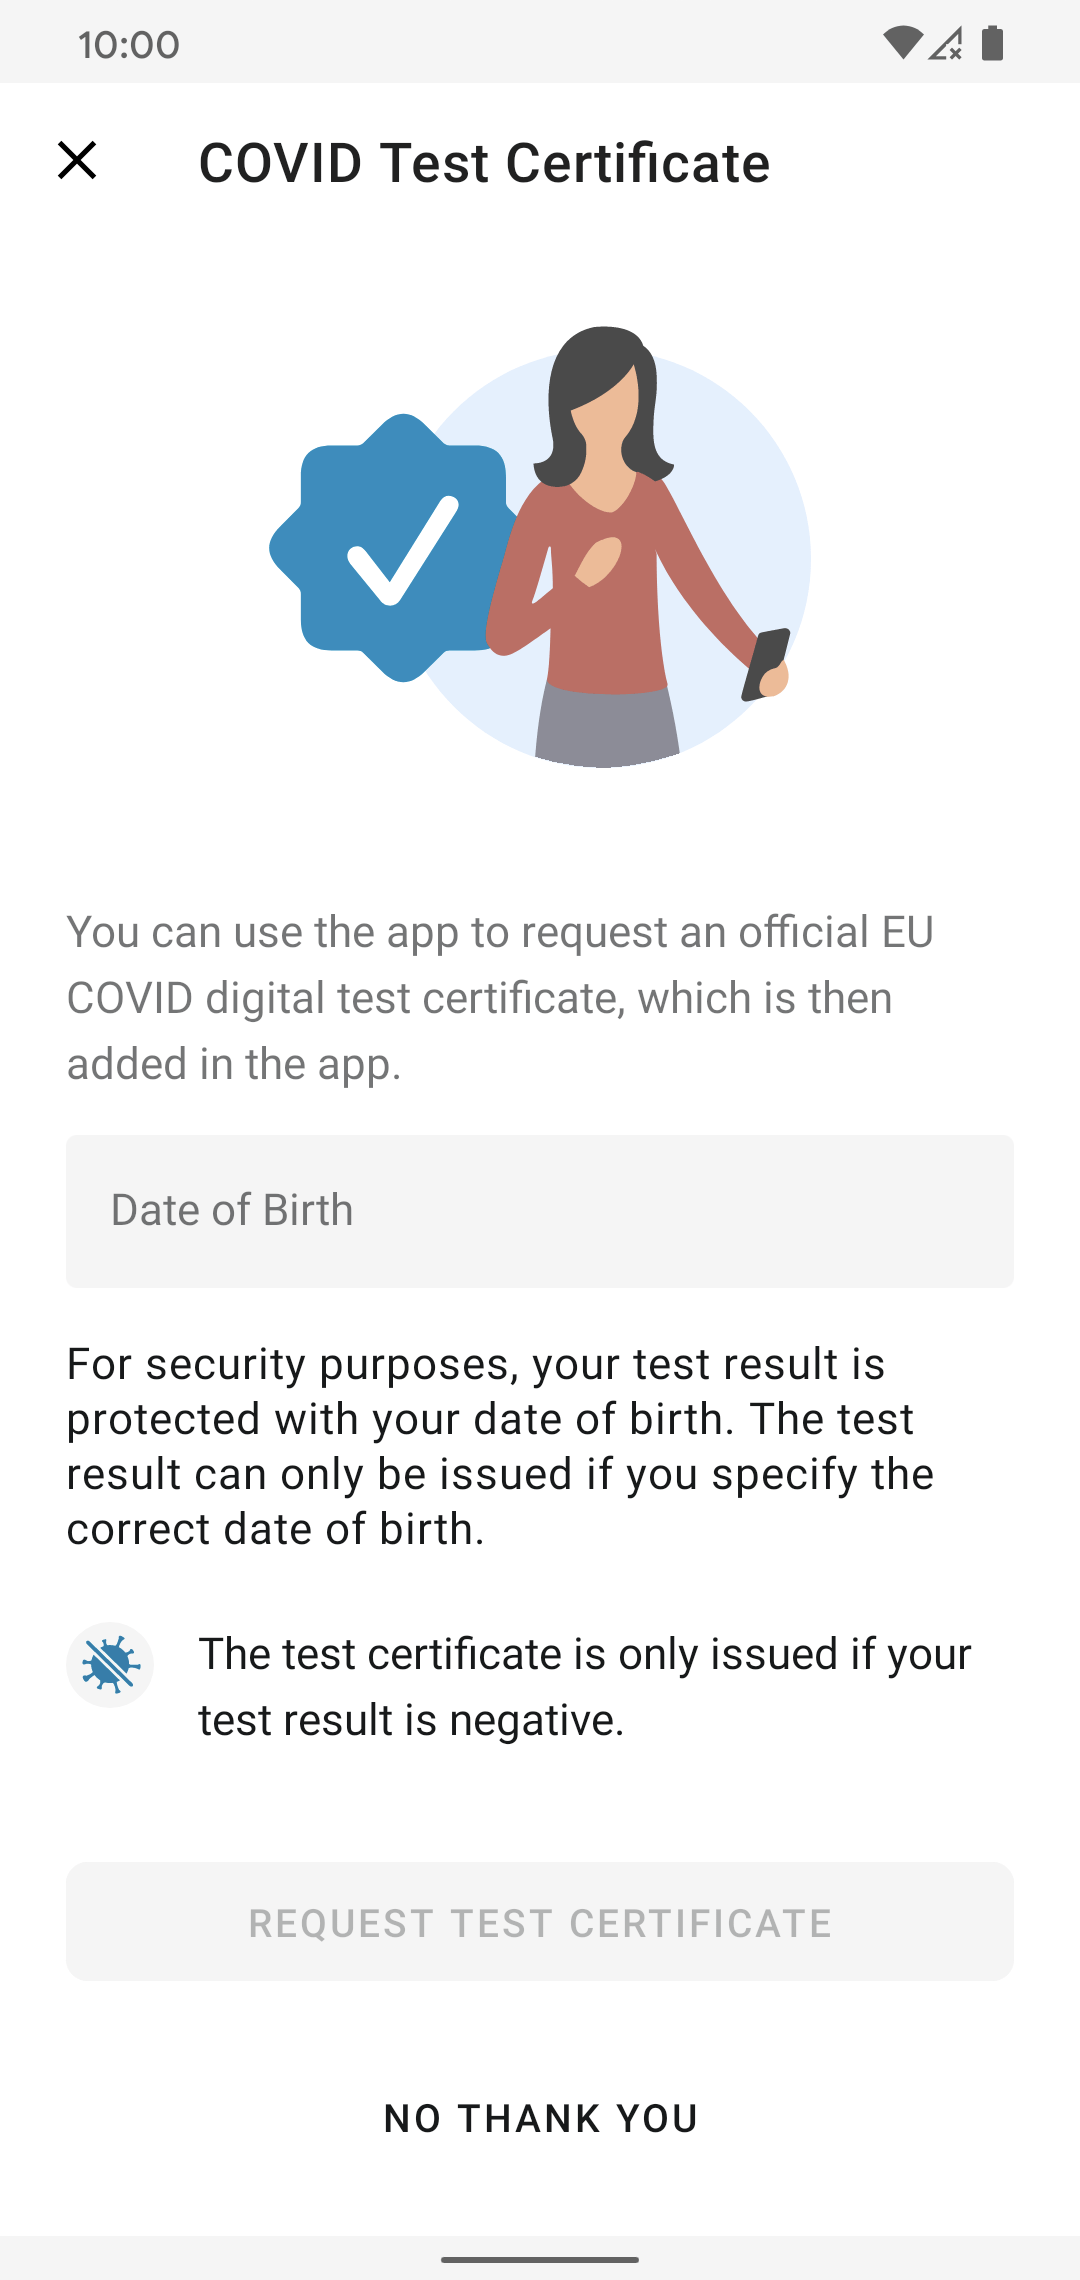 10:00
COVID Test Certificate
You can use the app to request an official EU
COVID digital test certificate, which is then
added in the app.
Date of Birth
For security purposes, your test result is
protected with your date of birth. The test
result can only be issued if you specify the
correct date of birth.
The test certificate is only issued if your
test result is negative.
REQUEST TEST CERTIFICATE
NO THANK YOU